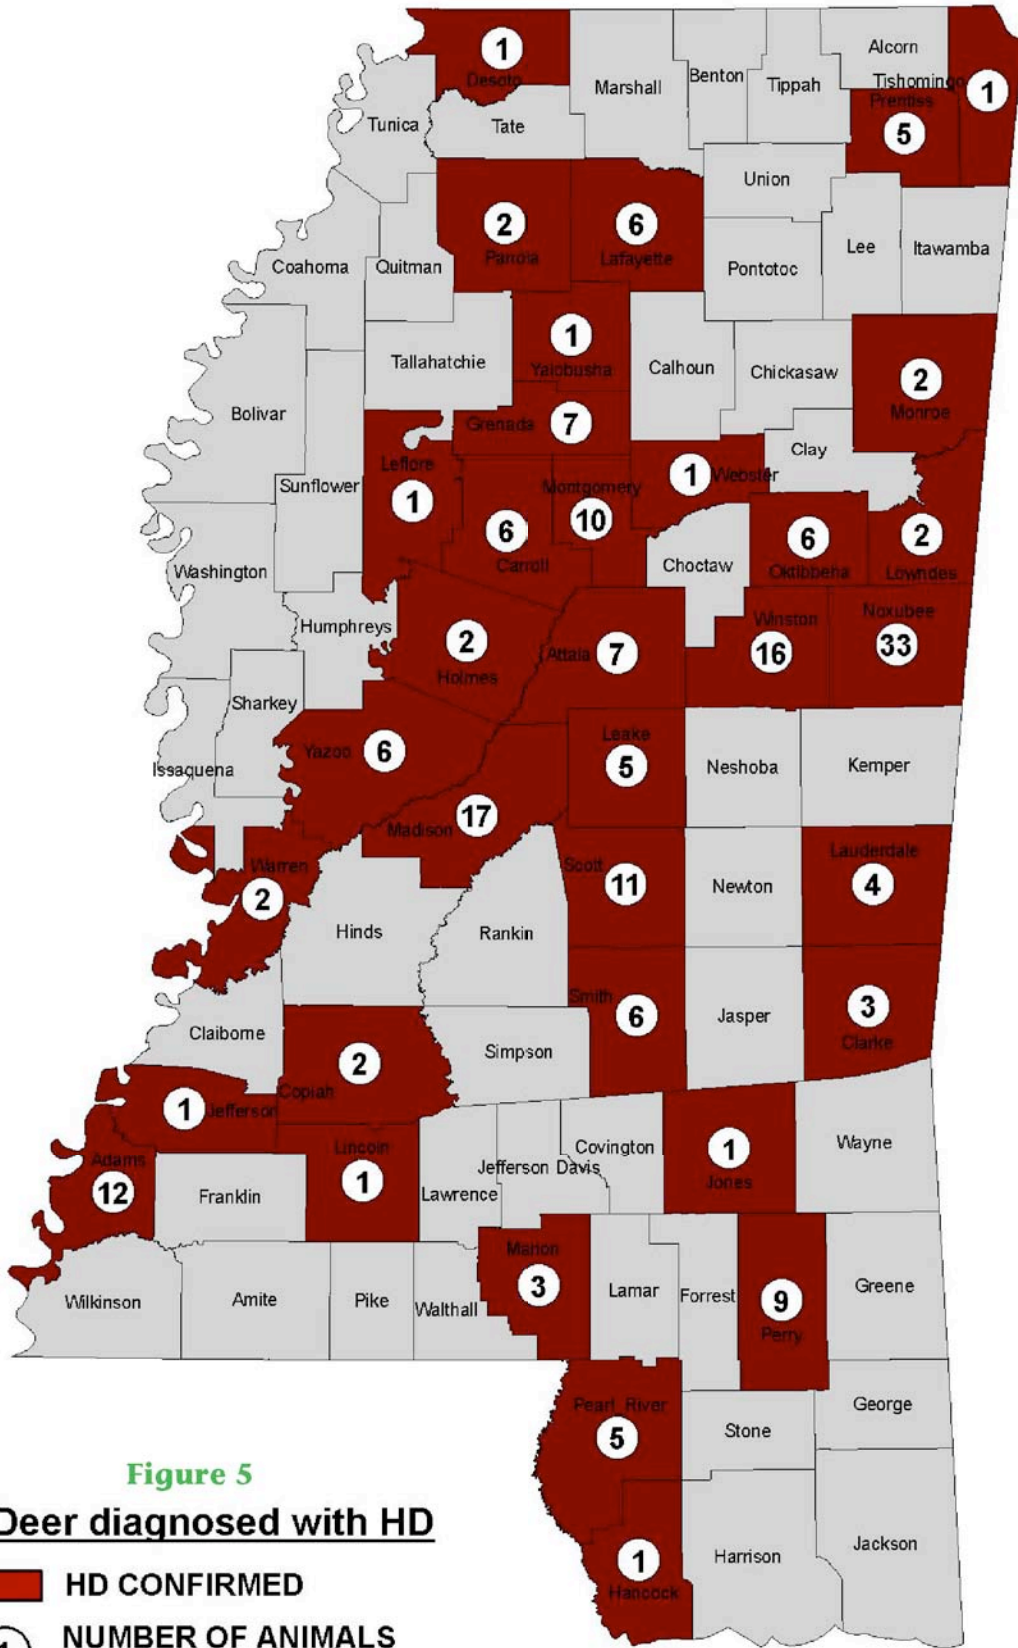 1
Desoto
Marshall
Benton
Tippah
Alcorn
Tishomingo
1
Prentiss
5
Tunica
Tate
Union
2
Panola
6
Lafayette
Coahoma
Quitman
Pontotoc
Lee
Itawamba
1
Yalobusha
Tallahatchie
Calhoun
Chickasaw
2
Monroe
Bolivar
Grenada
7
Clay
Leflore
1
Sunflower
Montgomery
10
1
Webster
6
Carroll
6
Oktibbeha
2
Lowndes
Washington
Choctaw
Humphreys
2
Holmes
Attala
7
Winston
16
Noxubee
33
Sharkey
Issaquena
Yazoo
6
Leake
5
Neshoba
Kemper
Madison
17
Warren
2
Scott
11
Newton
Lauderdale
4
Hinds
Rankin
Smith
6
Jasper
3
Clarke
Claiborne
2
Copiah
Simpson
1
Jefferson
Lincoln
1
Adams
12
Franklin
Lawrence
Jefferson Davis
Covington
1
Jones
Wayne
Wilkinson
Amite
Pike
Walthall
Marion
3
Lamar
Forrest
9
Perry
Greene
Pearl River
5
Stone
George
1
Hancock
Harrison
Jackson
Figure 5
Deer diagnosed with HD
HD CONFIRMED
1
NUMBER OF ANIMALS